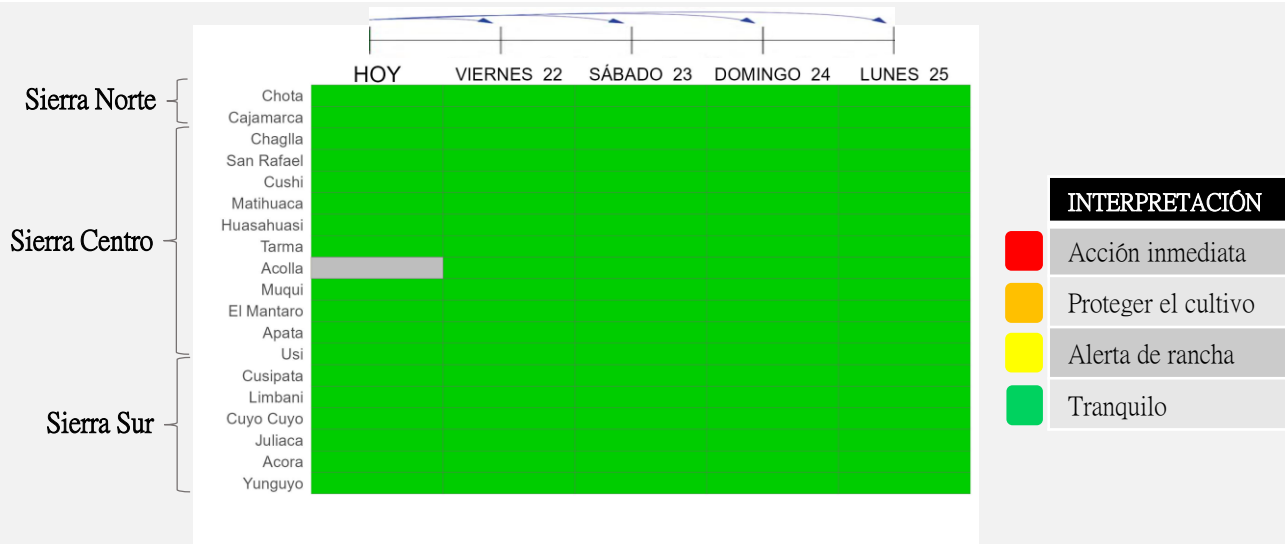 HOY VIERNES 22 SÁBADO 23 DOMINGO 24 LUNES 25
Sierra Norte
Chota
Cajamarca
Sierra Centro
Chaglla
San Rafael
Cushi
Matihuaca
Huasahuasi
Tarma
Acolla
Muqui
El Mantaro
Apata
Usi
Sierra Sur
Cusipata
Limbani
Cuyo Cuyo
Juliaca
Acora
Yunguyo
INTERPRETACIÓN
Acción inmediata
Proteger el cultivo
Alerta de rancha
Tranquilo